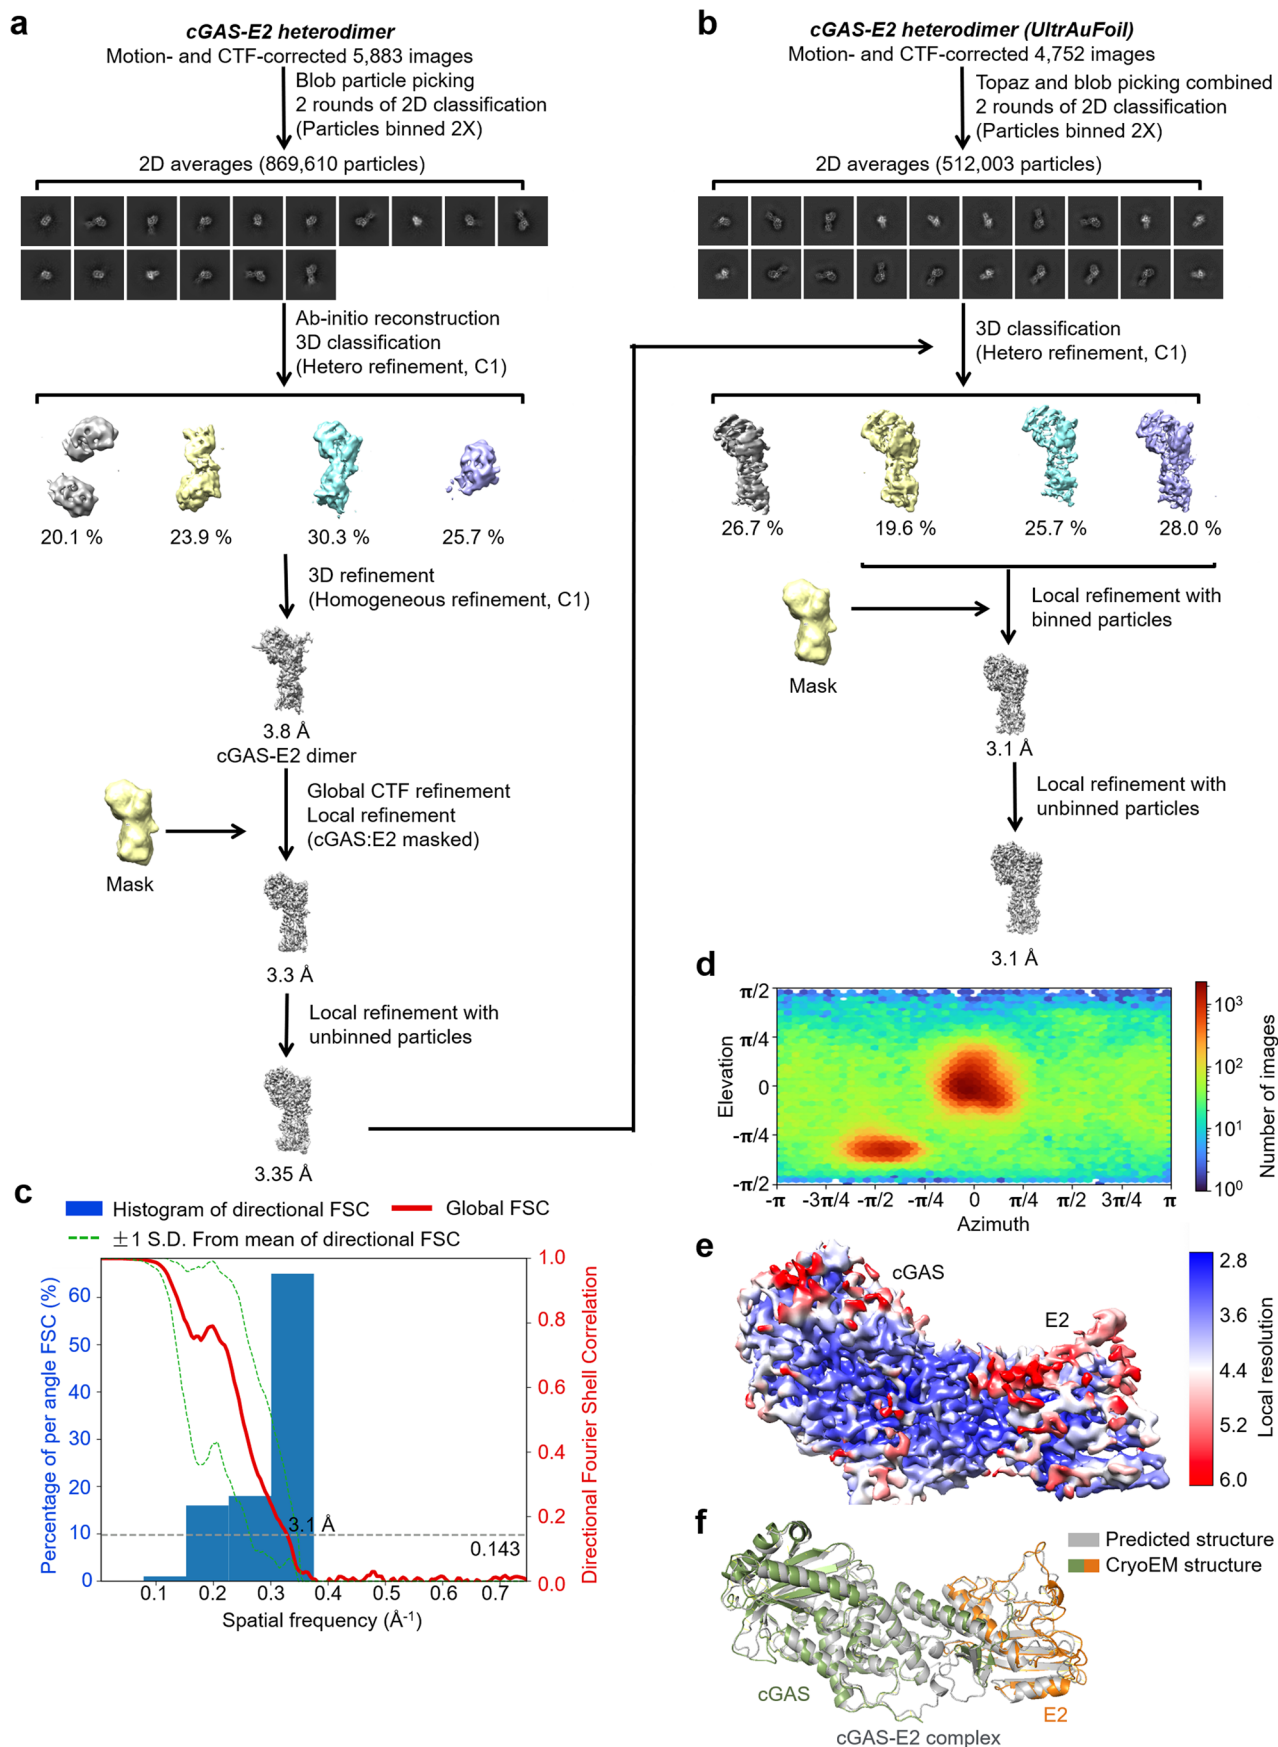 a
cGAS-E2 heterodimer
Motion- and CTF-corrected 5,883 images
Blob particle picking
2 rounds of 2D classification
(Particles binned 2X)
2D averages (869,610 particles)
Ab-initio reconstruction
3D classification
(Hetero refinement, C1)
20.1 %
23.9 %
30.3 %
25.7 %
3D refinement
(Homogeneous refinement, C1)
3.8 Å
cGAS-E2 dimer
Global CTF refinement
Local refinement
(cGAS:E2 masked)
Mask
3.3 Å
Local refinement with
unbinned particles
3.35 Å
b
cGAS-E2 heterodimer (UltrAuFoil)
Motion- and CTF-corrected 4,752 images
Topaz and blob picking combined
2 rounds of 2D classification
(Particles binned 2X)
2D averages (512,003 particles)
3D classification
(Hetero refinement, C1)
26.7 %
19.6 %
25.7 %
28.0 %
Local refinement with
binned particles
Mask
3.1 Å
Local refinement with
unbinned particles
3.1 Å
c
Histogram of directional FSC
Global FSC
±1 S.D. From mean of directional FSC
Percentage of per angle FSC (%)
60
50
40
30
20
10
0
1.0
0.8
0.6
0.4
0.2
0.0
Directional Fourier Shell Correlation
3.1 Å
0.143
0.1
0.2
0.3
0.4
0.5
0.6
0.7
Spatial frequency (Å-1)
d
Elevation
π/2
π/4
0
-π/4
-π/2
-π
-3π/4
-π/2
-π/4
0
π/4
π/2
3π/4
π
Azimuth
10³
10²
10¹
10⁰
Number of images
e
cGAS
E2
2.8
3.6
4.4
5.2
6.0
Local resolution
f
Predicted structure
CryoEM structure
cGAS
E2
cGAS-E2 complex